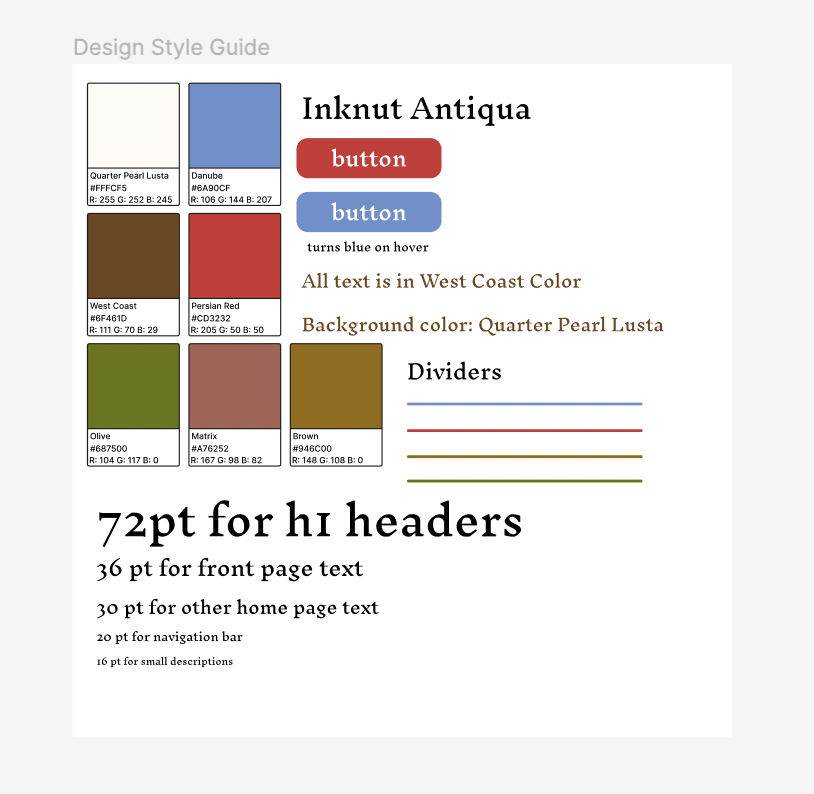 Design Style Guide
Quarter Pearl Lusta
#FFFCF5
R: 255 G: 252 B: 245
Danube
#6A90CF
R: 106 G: 144 B: 207
Inknut Antiqua
button
button
turns blue on hover
West Coast
#6F461D
R: 111 G: 70 B: 29
Persian Red
#CD3232
R: 205 G: 50 B: 50
All text is in West Coast Color
Background color: Quarter Pearl Lusta
Olive
#687500
R: 104 G: 117 B: 0
Matrix
#A76252
R: 167 G: 98 B: 82
Brown
#946C00
R: 148 G: 108 B: 0
Dividers
72pt for h1 headers
36 pt for front page text
30 pt for other home page text
20 pt for navigation bar
16 pt for small descriptions